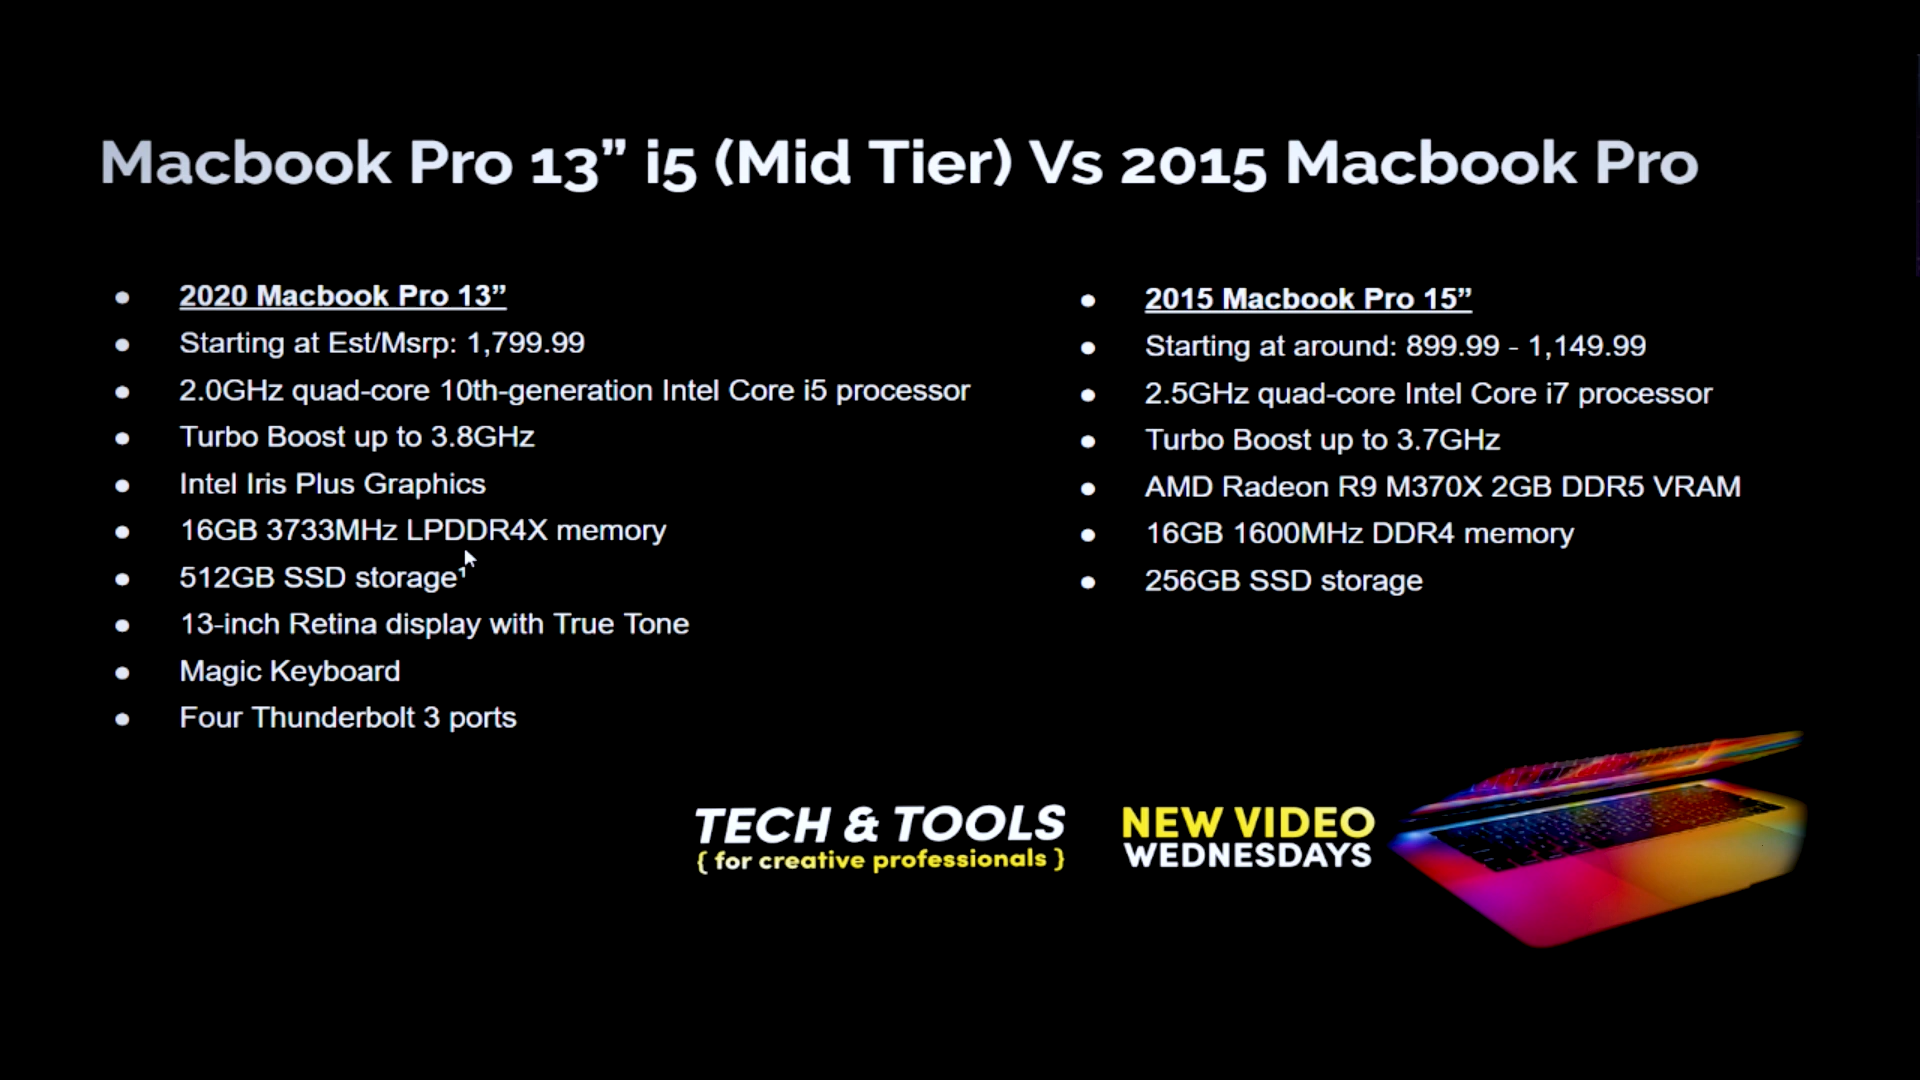 Macbook Pro 13” i5 (Mid Tier) Vs 2015 Macbook Pro
● 2020 Macbook Pro 13”
● Starting at Est/Msrp: 1,799.99
● 2.0GHz quad-core 10th-generation Intel Core i5 processor
● Turbo Boost up to 3.8GHz
● Intel Iris Plus Graphics
● 16GB 3733MHz LPDDR4X memory
● 512GB SSD storage¹
● 13-inch Retina display with True Tone
● Magic Keyboard
● Four Thunderbolt 3 ports
● 2015 Macbook Pro 15”
● Starting at around: 899.99 - 1,149.99
● 2.5GHz quad-core Intel Core i7 processor
● Turbo Boost up to 3.7GHz
● AMD Radeon R9 M370X 2GB DDR5 VRAM
● 16GB 1600MHz DDR4 memory
● 256GB SSD storage
TECH & TOOLS
{ for creative professionals }
NEW VIDEO
WEDNESDAYS